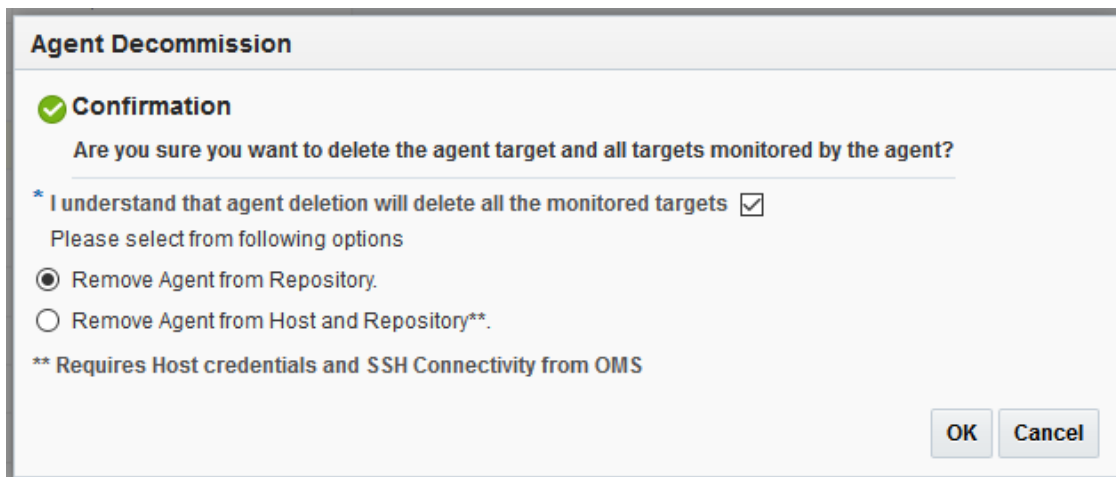 Agent Decommission
Confirmation
Are you sure you want to delete the agent target and all targets monitored by the agent?
* I understand that agent deletion will delete all the monitored targets
Please select from following options
Remove Agent from Repository.
Remove Agent from Host and Repository**.
** Requires Host credentials and SSH Connectivity from OMS
OK Cancel